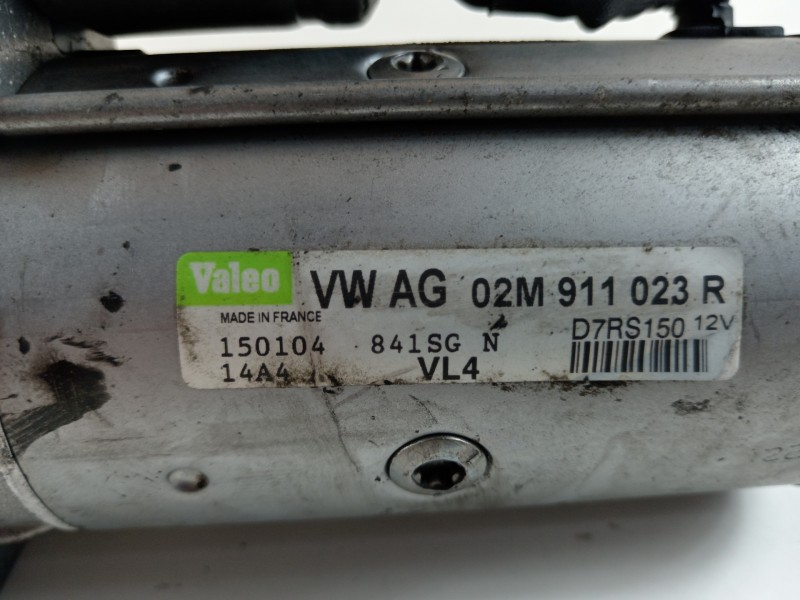 Valeo VW AG 02M 911 023 R
MADE IN FRANCE D7RS150 12V
150104 841SG N
14A4 VL4